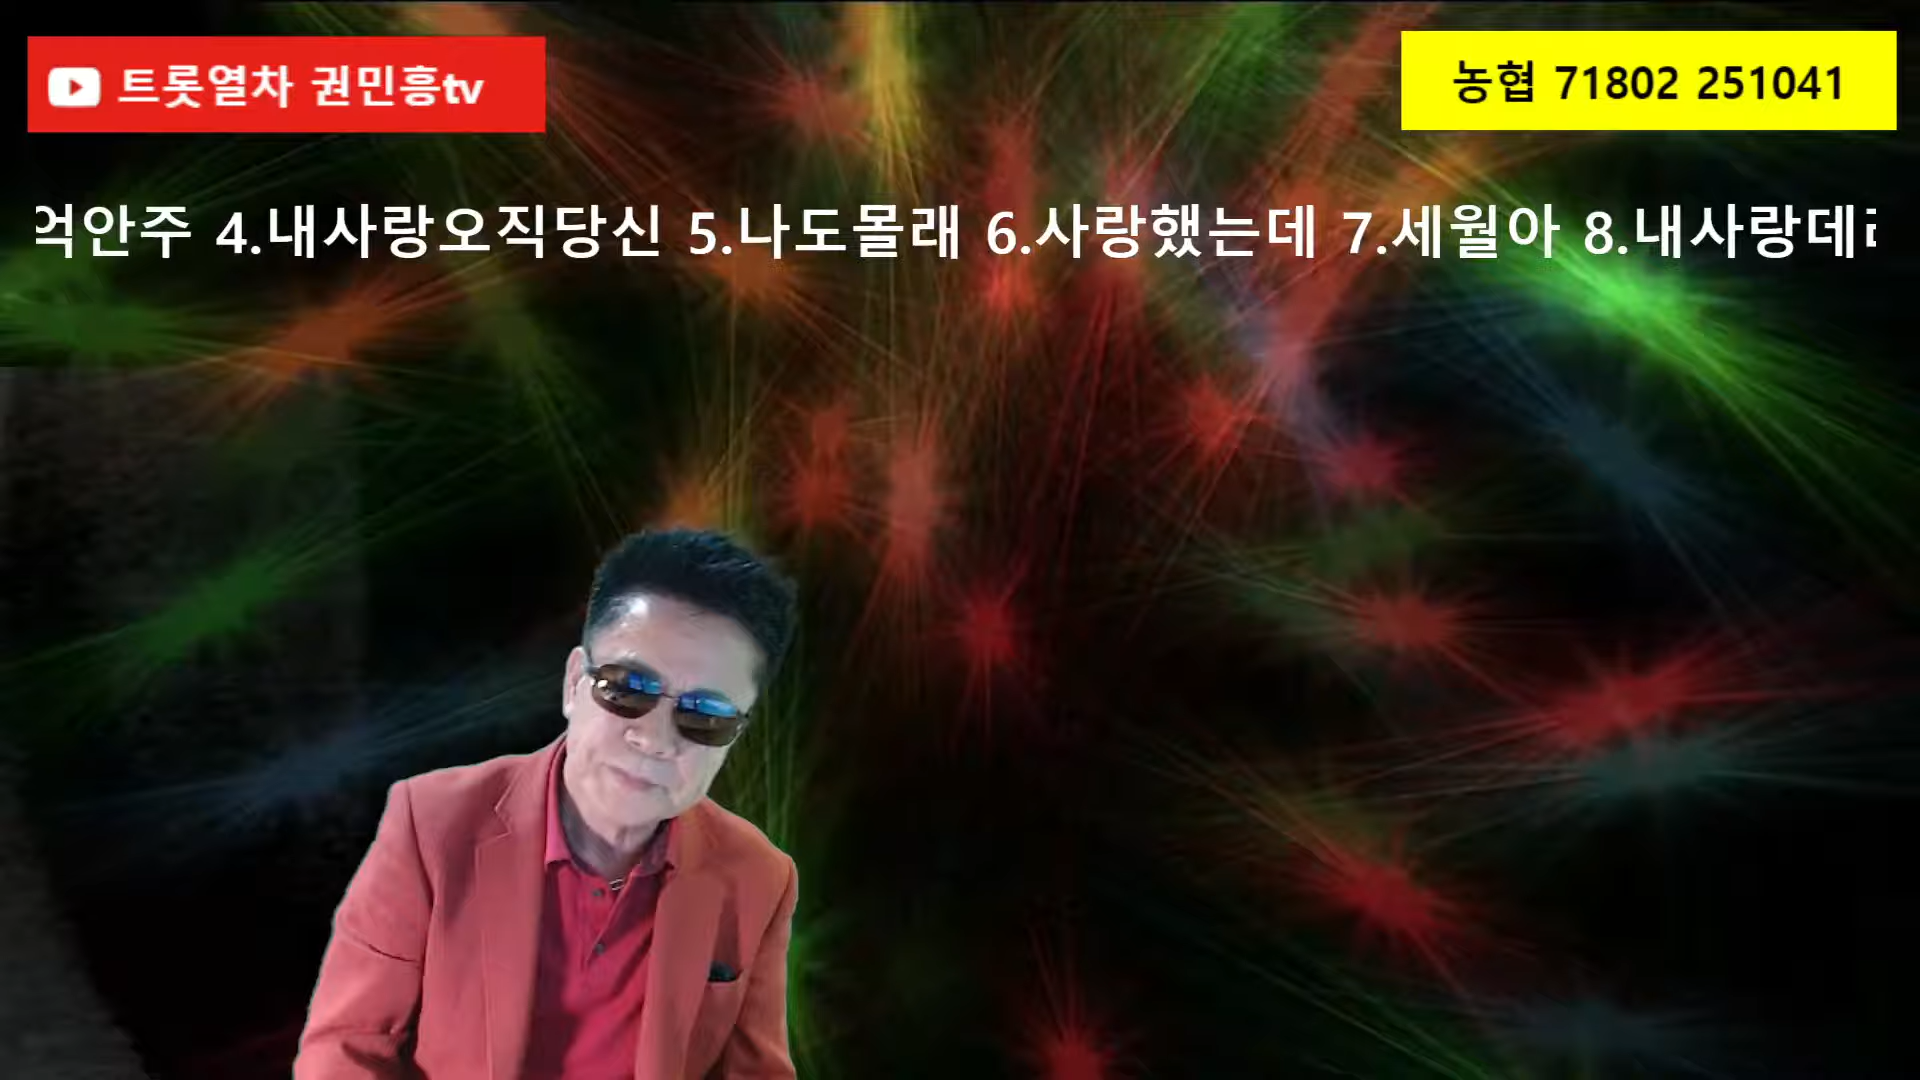 트롯열차 권민흥tv
농협 71802 251041
억안주 4.내사랑오직당신 5.나도몰래 6.사랑했는데 7.세월아 8.내사랑데